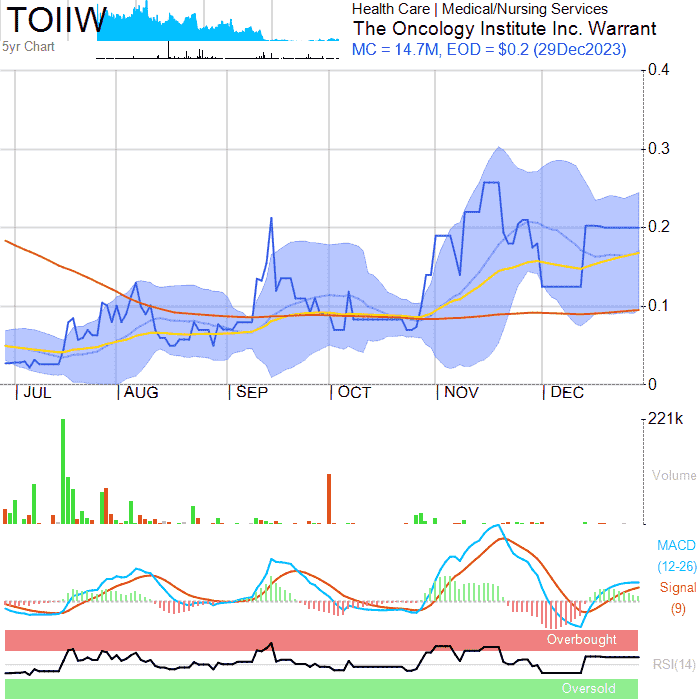 TOIIW
5yr Chart
Health Care | Medical/Nursing Services
The Oncology Institute Inc. Warrant
MC = 14.7M, EOD = $0.2 (29Dec2023)
0.4
0.3
0.2
0.1
0
JUL AUG SEP OCT NOV DEC
221k
Volume
MACD
(12-26)
Signal
(9)
Overbought
RSI(14)
Oversold